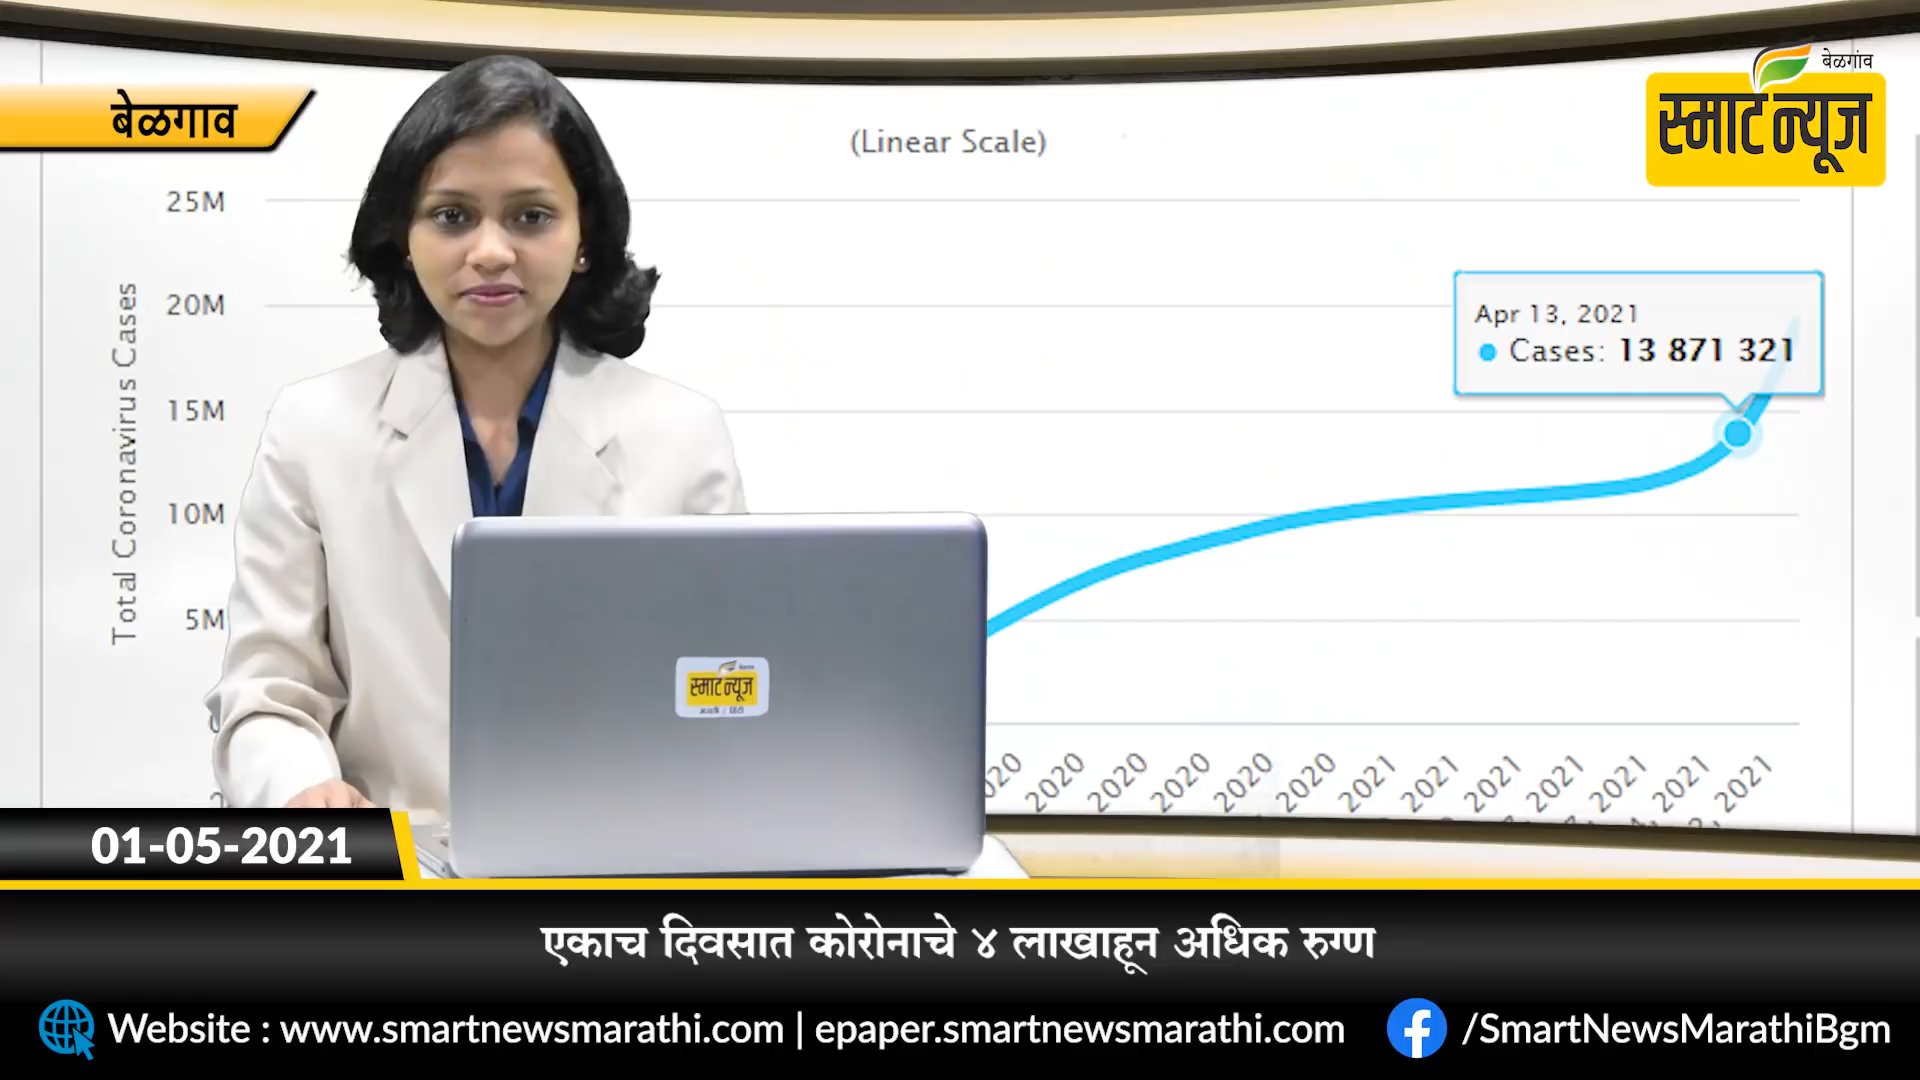 बेळगाव
बेळगांव
स्मार्ट न्यूज
(Linear Scale)
25M
20M
15M
10M
5M
Total Coronavirus Cases
Apr 13, 2021
Cases: 13 871 321
स्मार्ट न्यूज
2020
2020
2020
2020
2020
2021
2021
2021
2021
2021
2021
2021
01-05-2021
एकाच दिवसात कोरोनाचे ४ लाखाहून अधिक रुग्ण
Website : www.smartnewsmarathi.com | epaper.smartnewsmarathi.com
/SmartNewsMarathiBgm